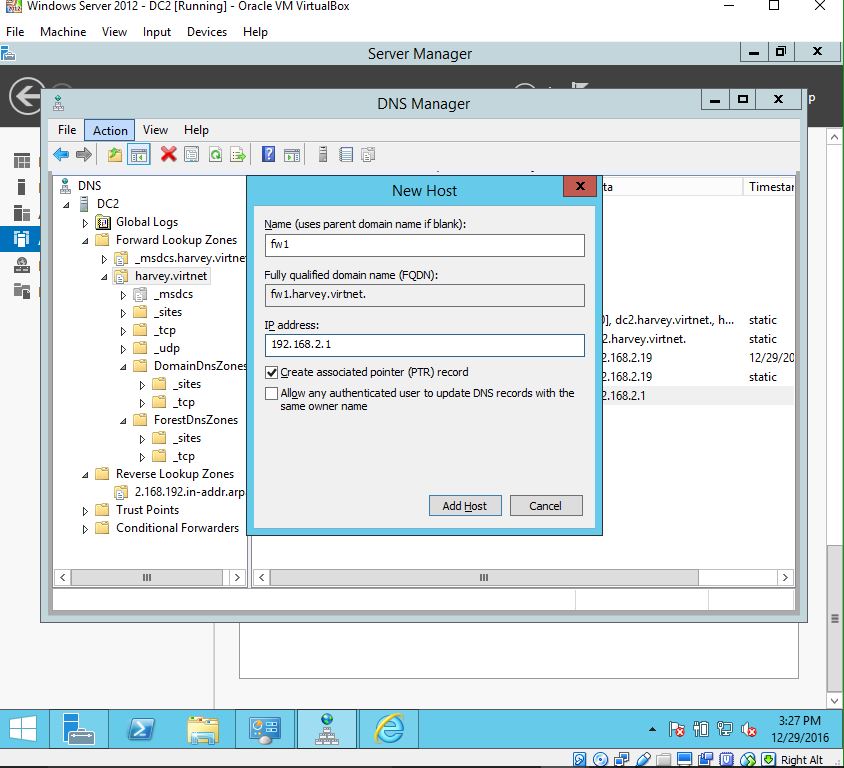 Windows Server 2012 - DC2 [Running] - Oracle VM VirtualBox
File Machine View Input Devices Help
Server Manager
DNS Manager
File Action View Help
DNS
DC2
Global Logs
Forward Lookup Zones
_msdcs.harvey.virtne
harvey.virtnet
_msdcs
_sites
_tcp
_udp
DomainDnsZones
_sites
_tcp
ForestDnsZones
_sites
_tcp
Reverse Lookup Zones
2.168.192.in-addr.arpa
Trust Points
Conditional Forwarders
New Host
Name (uses parent domain name if blank):
fw1
Fully qualified domain name (FQDN):
fw1.harvey.virtnet.
IP address:
192.168.2.1
Create associated pointer (PTR) record
Allow any authenticated user to update DNS records with the
same owner name
Add Host Cancel
ta Timestar
], dc2.harvey.virtnet., h... static
2.harvey.virtnet. static
2.168.2.19 12/29/20
2.168.2.19 static
2.168.2.1
3:27 PM
12/29/2016
Right Alt